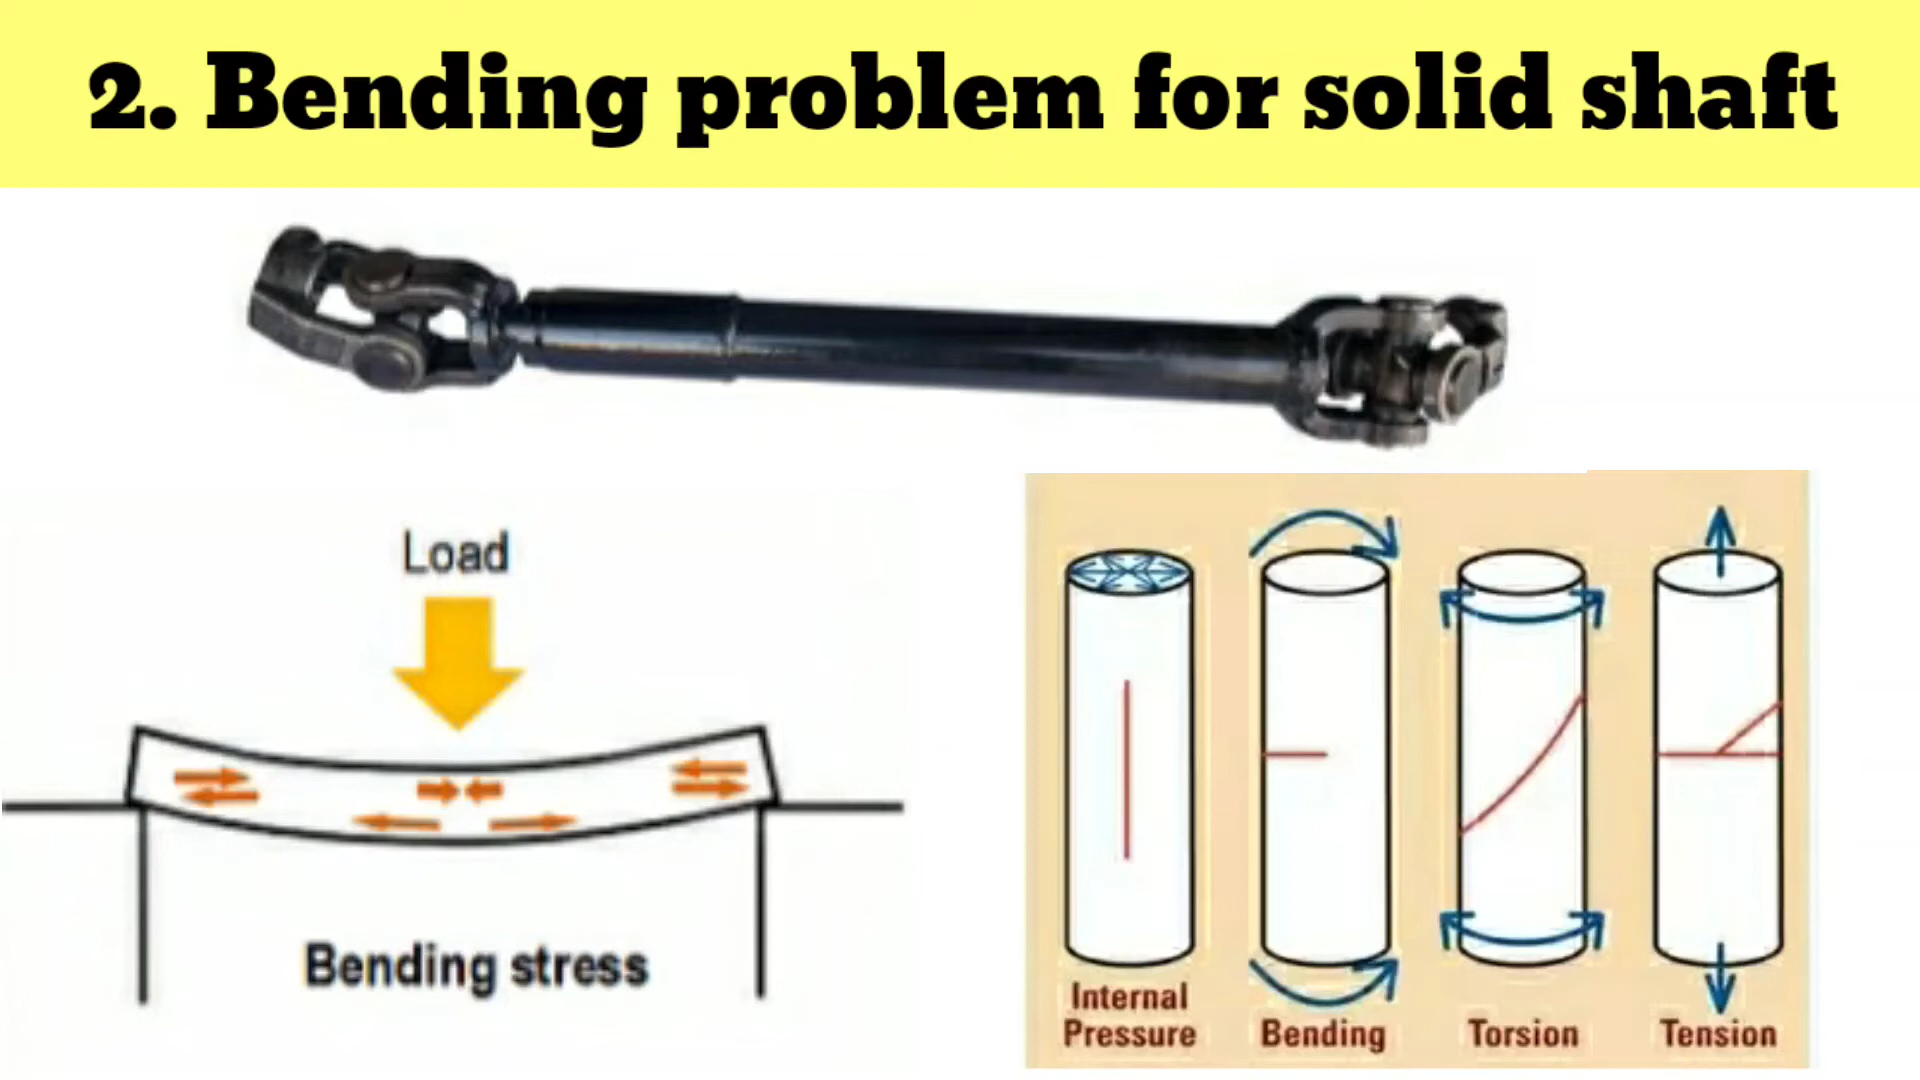 2. Bending problem for solid shaft
Load
Bending stress
Internal
Pressure
Bending
Torsion
Tension